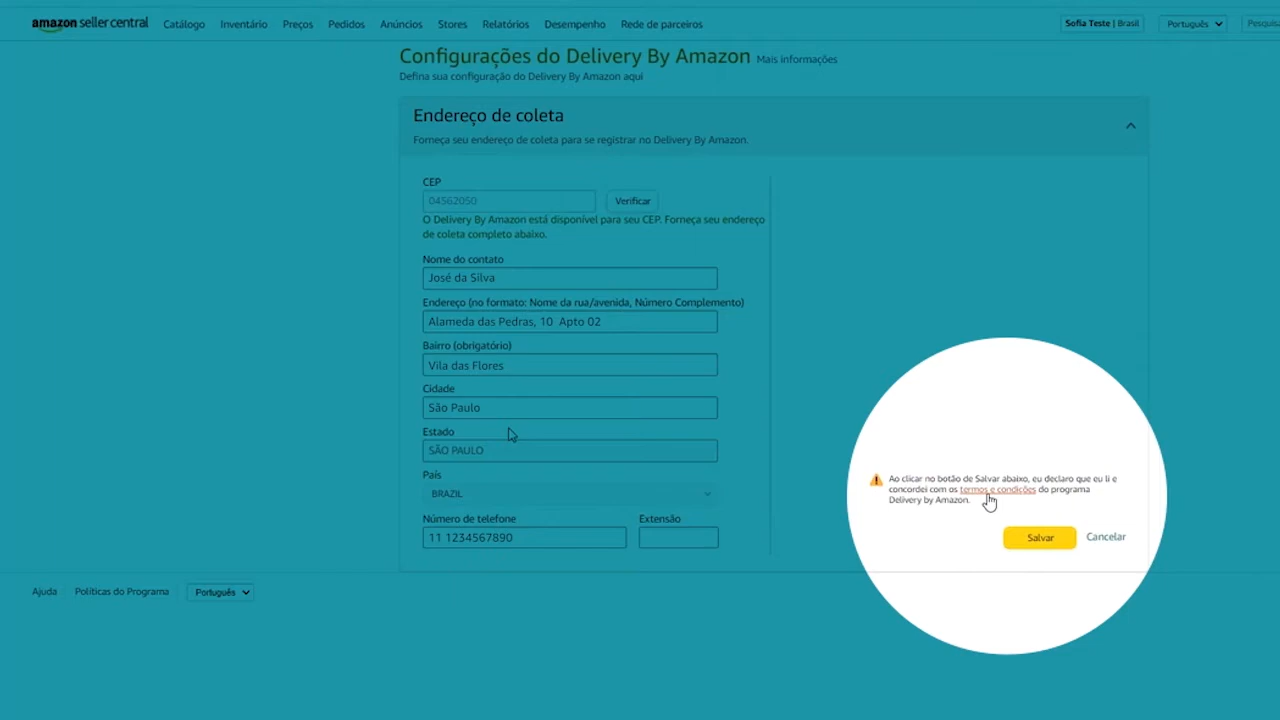 amazon seller central Catálogo Inventário Preços Pedidos Anúncios Stores Relatórios Desempenho Rede de parceiros Sofia Teste | Brasil Português
Configurações do Delivery By Amazon Mais informações
Defina sua configuração do Delivery By Amazon aqui
Endereço de coleta
Forneça seu endereço de coleta para se registrar no Delivery By Amazon.
CEP
04562050 Verificar
O Delivery By Amazon está disponível para seu CEP. Forneça seu endereço
de coleta completo abaixo.
Nome do contato
José da Silva
Endereço (no formato: Nome da rua/avenida, Número Complemento)
Alameda das Pedras, 10 Apto 02
Bairro (obrigatório)
Vila das Flores
Cidade
São Paulo
Estado
SÃO PAULO
País
BRAZIL
Número de telefone Extensão
11 1234567890
Ao clicar no botão de Salvar abaixo, eu declaro que eu li e
concordei com os termos e condições do programa
Delivery by Amazon.
Salvar Cancelar
Ajuda Políticas do Programa Português